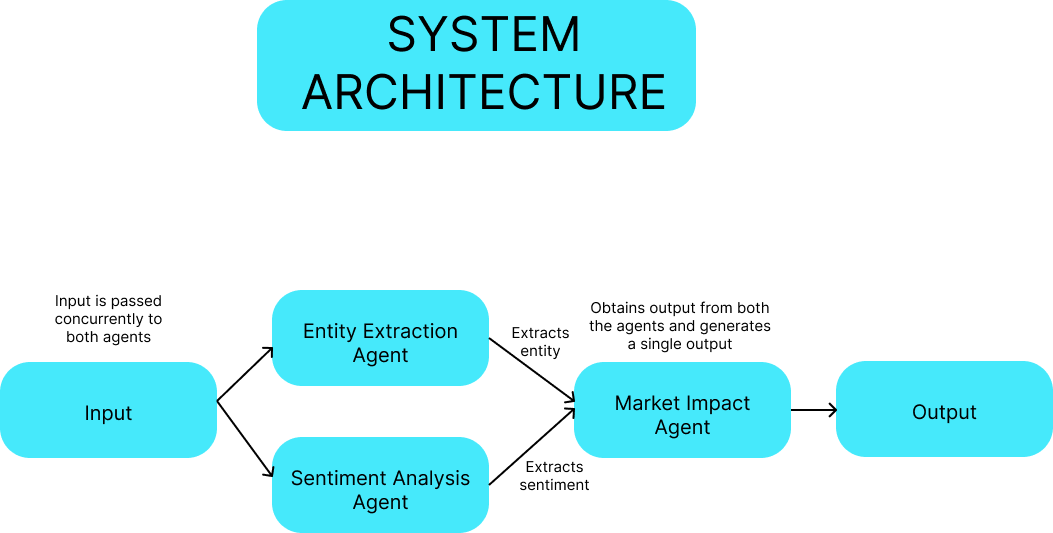 SYSTEM
ARCHITECTURE
Input is passed
concurrently to
both agents
Input
Entity Extraction
Agent
Sentiment Analysis
Agent
Extracts
entity
Extracts
sentiment
Obtains output from both
the agents and generates
a single output
Market Impact
Agent
Output